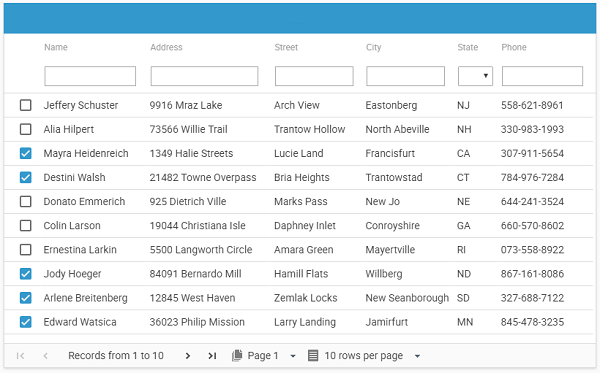 Name Address Street City State Phone
Jeffery Schuster 9916 Mraz Lake Arch View Eastonberg NJ 558-621-8961
Alia Hilpert 73566 Willie Trail Trantow Hollow North Abeville NH 330-983-1993
Mayra Heidenreich 1349 Halie Streets Lucie Land Francisfurt CA 307-911-5654
Destini Walsh 21482 Towne Overpass Bria Heights Trantowstad CT 784-976-7284
Donato Emmerich 925 Dietrich Ville Marks Pass New Jo NE 644-241-3524
Colin Larson 19044 Christiana Isle Daphney Inlet Conroyshire GA 660-570-8602
Ernestina Larkin 5500 Langworth Circle Amara Green Mayertville RI 073-558-8922
Jody Hoeger 84091 Bernardo Mill Hamill Flats Willberg ND 867-161-8086
Arlene Breitenberg 12845 West Haven Zemlak Locks New Seanborough SD 327-688-7122
Edward Watsica 36023 Philip Mission Larry Landing Jamirfurt MN 845-478-3235
Records from 1 to 10 Page 1 10 rows per page